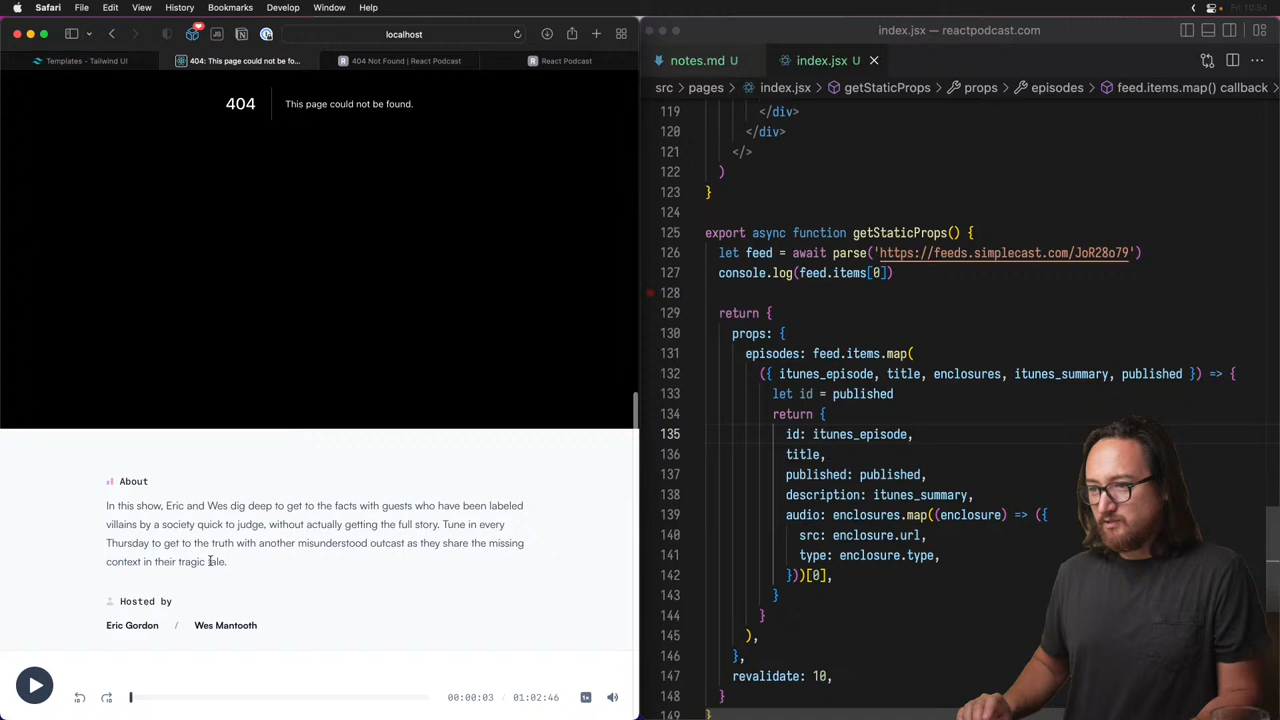 Safari File Edit View History Bookmarks Develop Window Help
Fri 10:54
localhost
index.jsx — reactpodcast.com
Templates - Tailwind UI
404: This page could not be fo...
404 Not Found | React Podcast
React Podcast
notes.md U
index.jsx U
src > pages > index.jsx > getStaticProps > props > episodes > feed.items.map() callback >
404
This page could not be found.
About
In this show, Eric and Wes dig deep to get to the facts with guests who have been labeled
villains by a society quick to judge, without actually getting the full story. Tune in every
Thursday to get to the truth with another misunderstood outcast as they share the missing
context in their tragic tale.
Hosted by
Eric Gordon / Wes Mantooth
10 10 00:00:03 / 01:02:46 1x
119 </div>
120 </div>
121 </>
122 )
123 }
124
125 export async function getStaticProps() {
126 let feed = await parse('https://feeds.simplecast.com/JoR28o79')
127 console.log(feed.items[0])
128
129 return {
130 props: {
131 episodes: feed.items.map(
132 ({ itunes_episode, title, enclosures, itunes_summary, published }) => {
133 let id = published
134 return {
135 id: itunes_episode,
136 title,
137 published: published,
138 description: itunes_summary,
139 audio: enclosures.map((enclosure) => ({
140 src: enclosure.url,
141 type: enclosure.type,
142 }))[0],
143 }
144 }
145 ),
146 },
147 revalidate: 10,
148 }
149 }